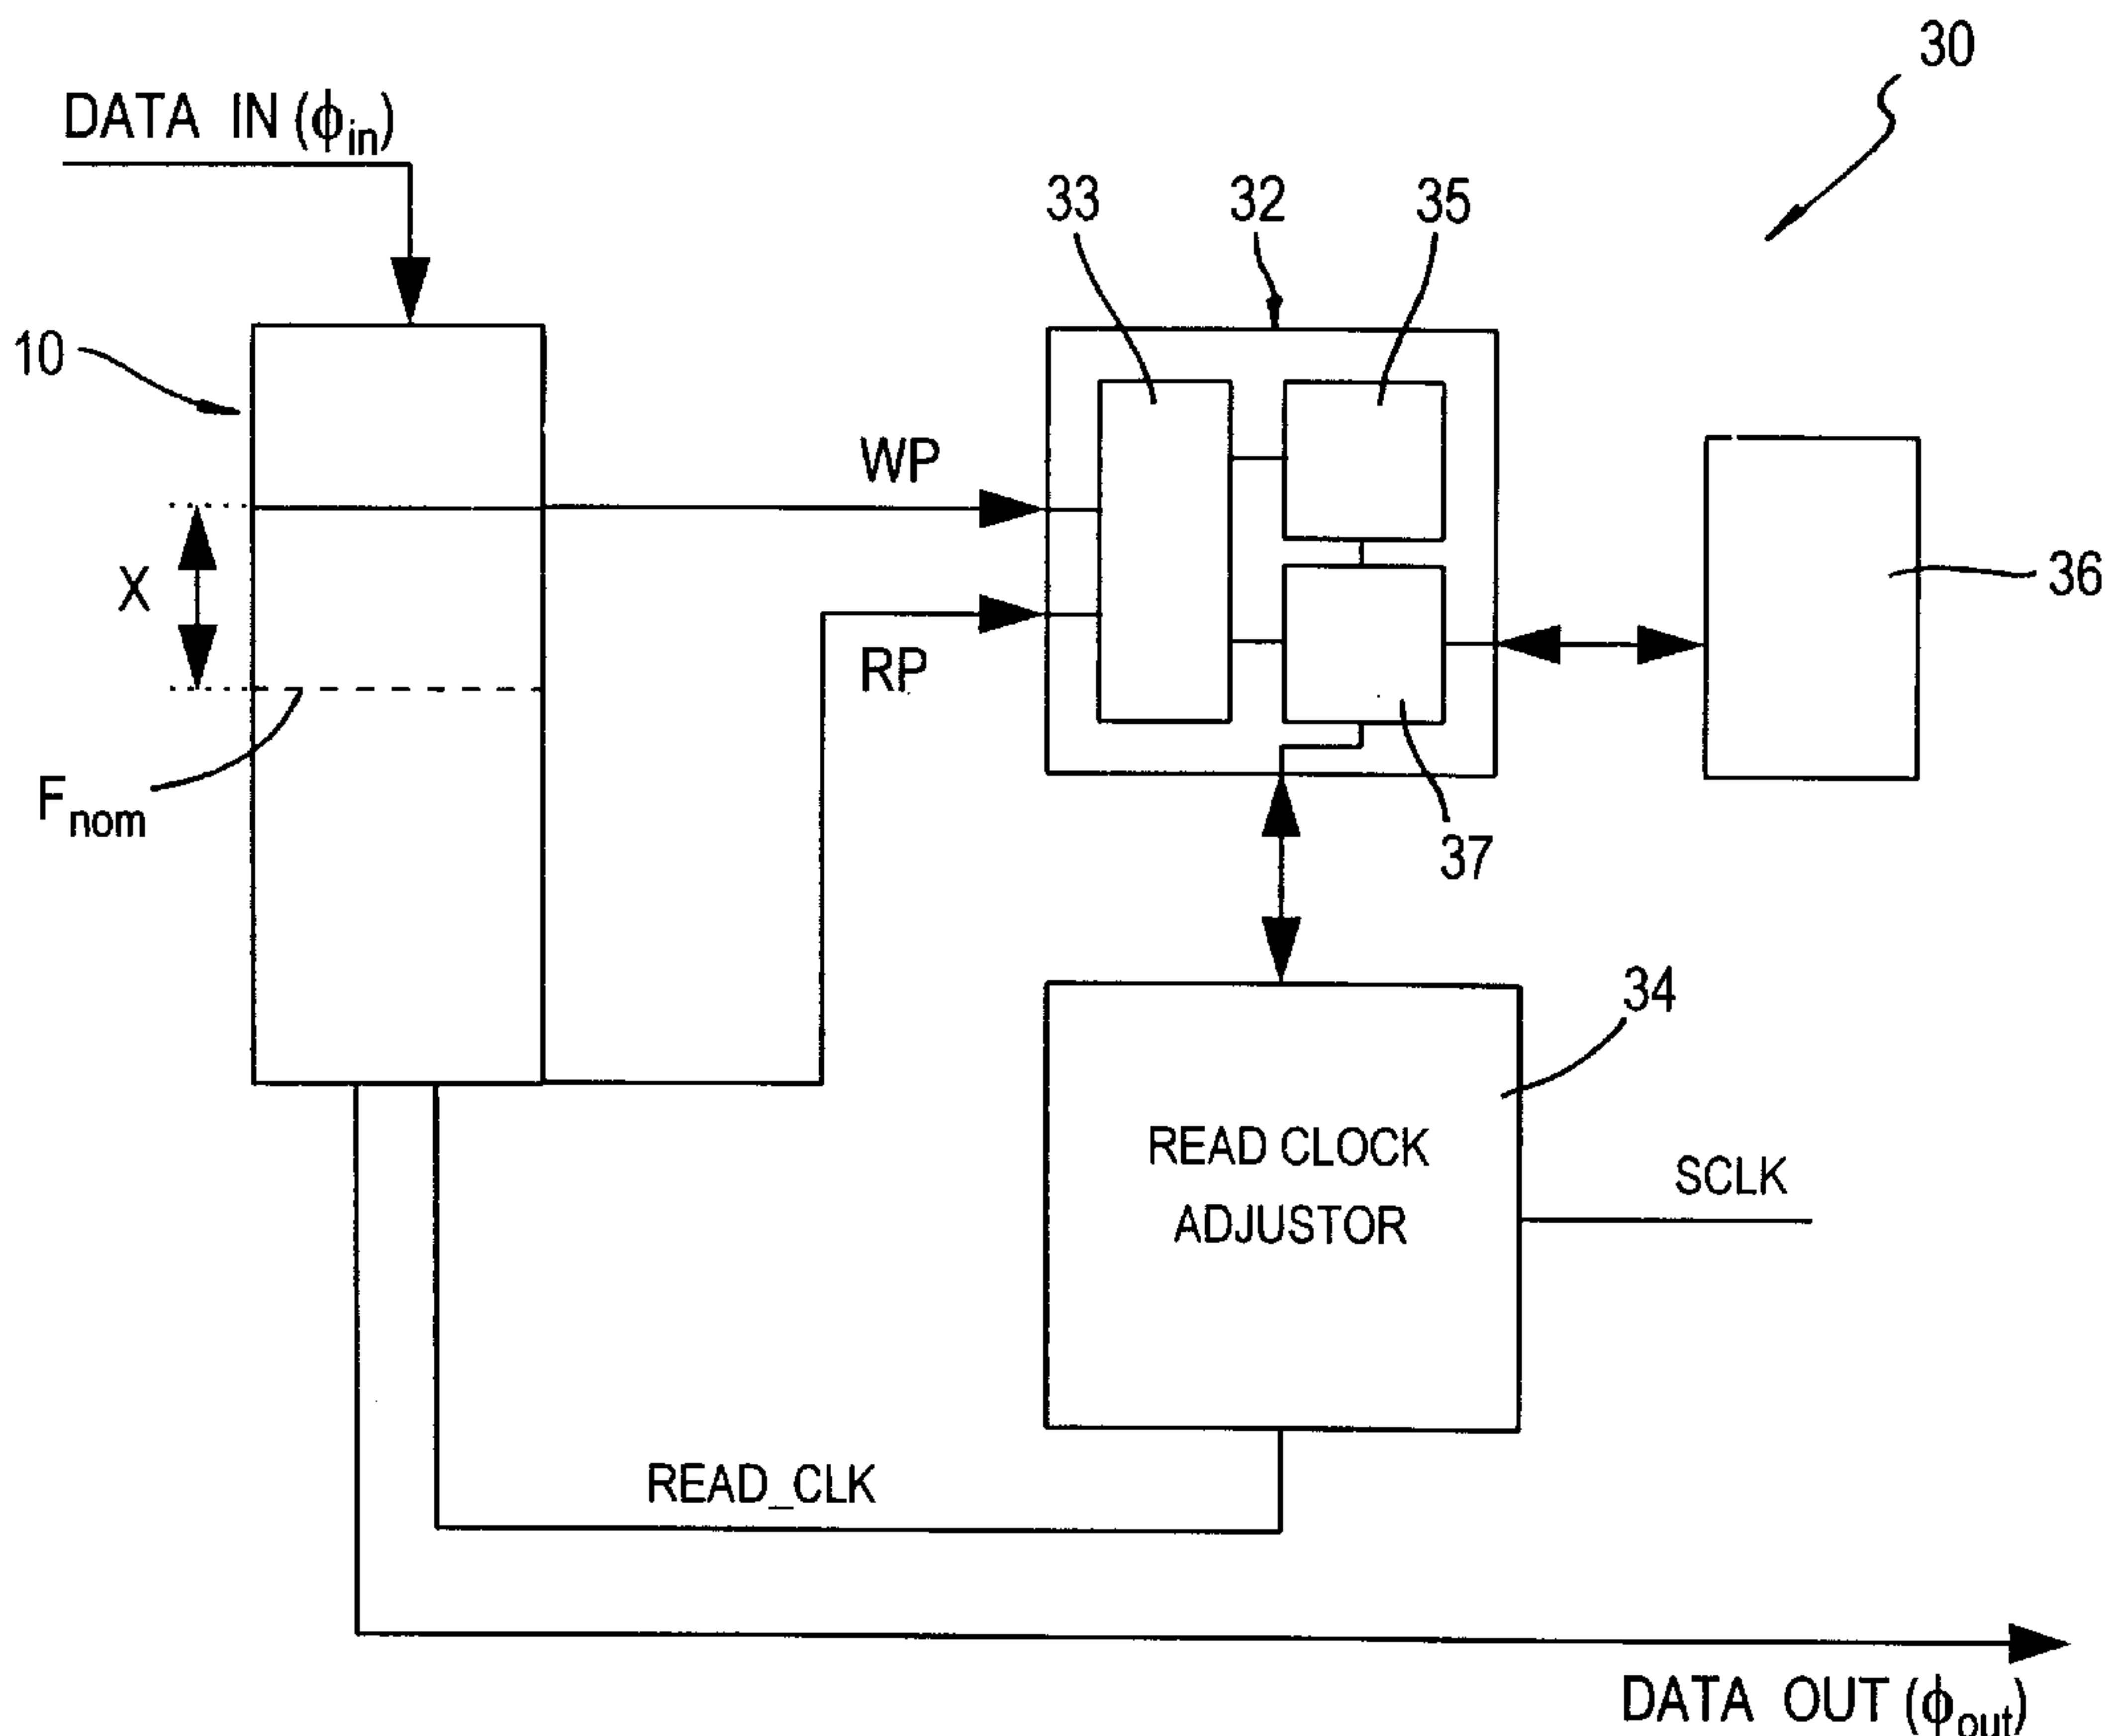 30
DATA IN (ϕin)
33
32
35
10
WP
X
36
RP
Fnom
37
34
READ CLOCK
ADJUSTOR
SCLK
READ_CLK
DATA OUT (ϕout)